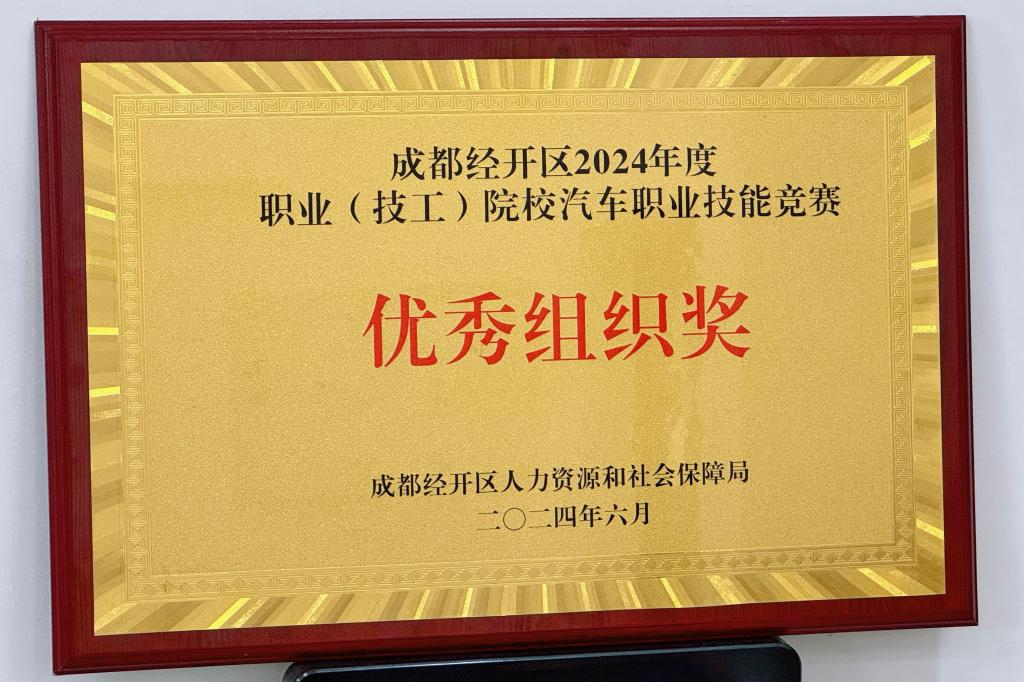 成都经开区2024年度
职业（技工）院校汽车职业技能竞赛
优秀组织奖
成都经开区人力资源和社会保障局
二〇二四年六月